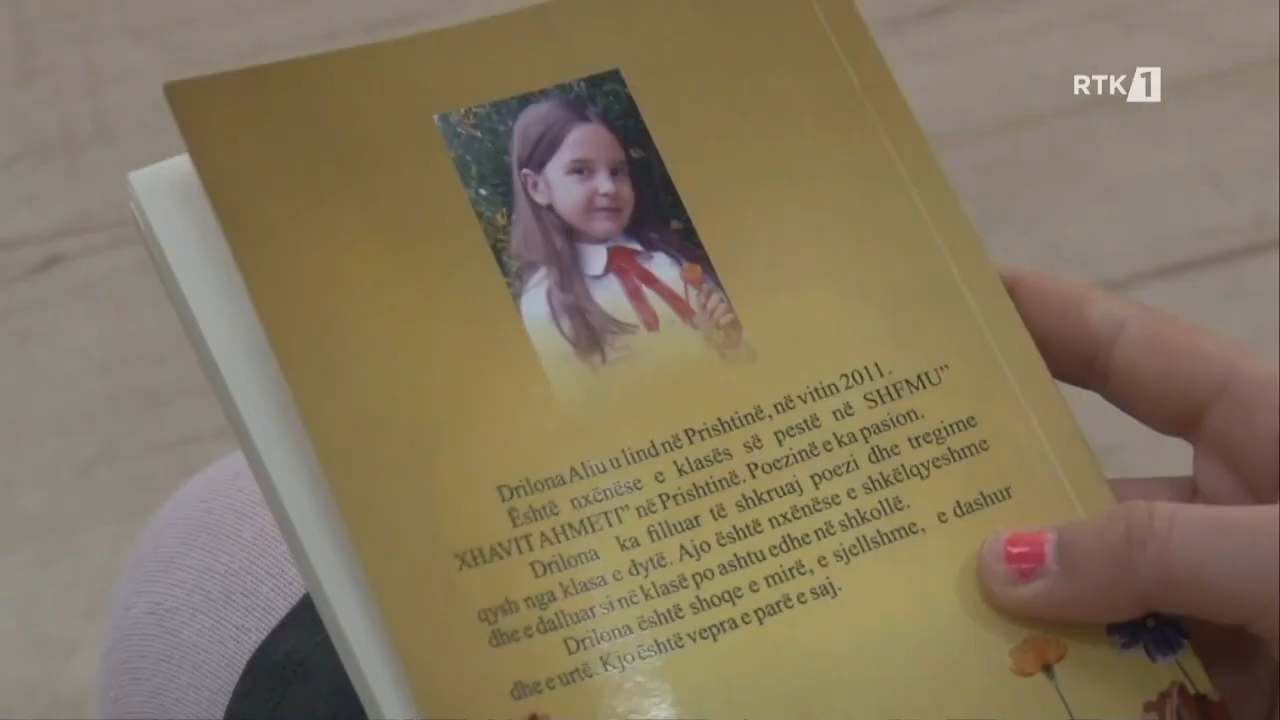 RTK 1
Drilona Aliu u lind në Prishtinë, në vitin 2011.
Është nxënëse e klasës së pestë në SHFMU"
XHAVIT AHMETI" në Prishtinë. Poezinë e ka pasion.
Drilona ka filluar të shkruaj poezi dhe tregime
qysh nga klasa e dytë. Ajo është nxënëse e shkëlqyeshme
dhe e dalluar si në klasë po ashtu edhe në shkollë.
Drilona është shoqe e mirë, e sjellshme, e dashur
dhe e urtë. Kjo është vepra e parë e saj.